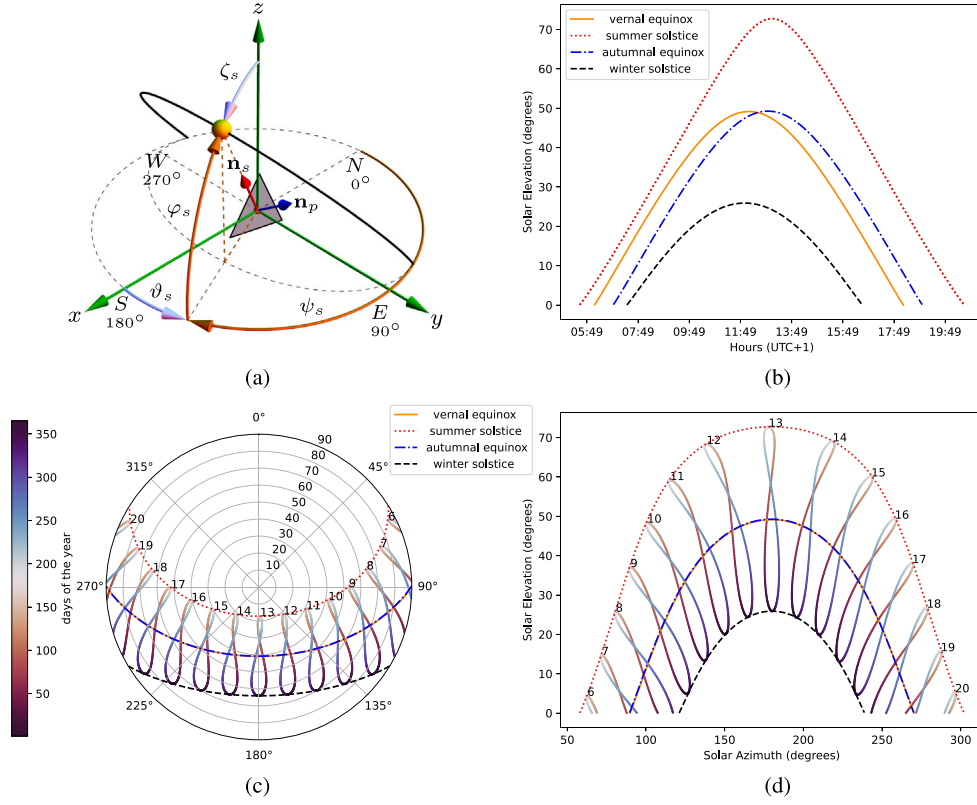 z
ζs
W
270°
N
0°
ns
np
φs
x
S
180°
ϑs
ψs
E
90°
y
(a)
vernal equinox
summer solstice
autumnal equinox
winter solstice
Solar Elevation (degrees)
70
60
50
40
30
20
10
0
05:49 07:49 09:49 11:49 13:49 15:49 17:49 19:49
Hours (UTC+1)
(b)
days of the year
350
300
250
200
150
100
50
0°
45°
90°
135°
180°
225°
270°
315°
90
80
70
60
50
40
30
20
10
20
19
18
17
16
15
14
13
12
11
10
9
8
7
6
vernal equinox
summer solstice
autumnal equinox
winter solstice
(c)
Solar Elevation (degrees)
70
60
50
40
30
20
10
0
6
7
8
9
10
11
12
13
14
15
16
17
18
19
20
50 100 150 200 250 300
Solar Azimuth (degrees)
(d)